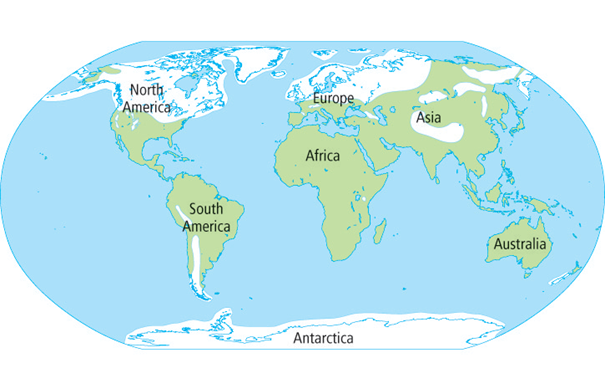 North
America
Europe
Asia
Africa
South
America
Australia
Antarctica